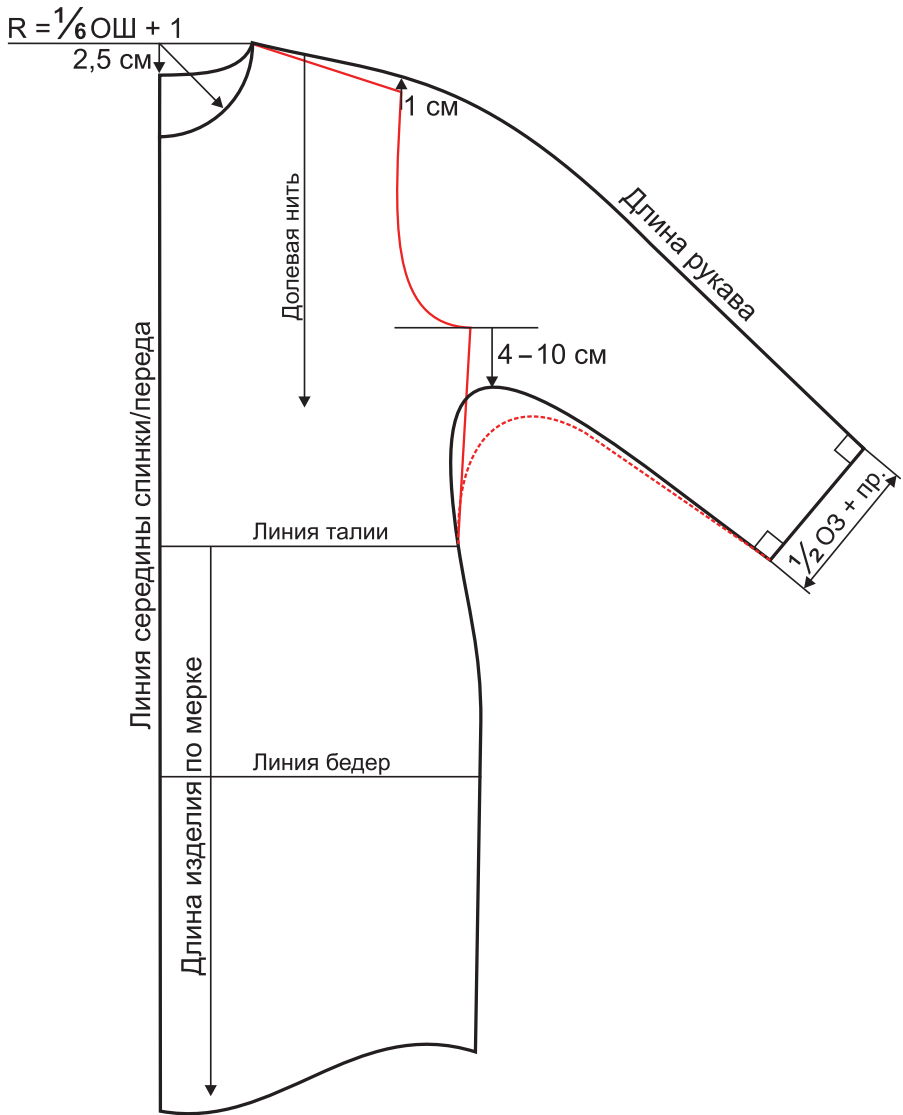 R = 1/6 ОШ + 1
2,5 см
1 см
Долевая нить
Длина рукава
4 – 10 см
Линия середины спинки/переда
1/2 ОЗ + пр.
Линия талии
Длина изделия по мерке
Линия бедер